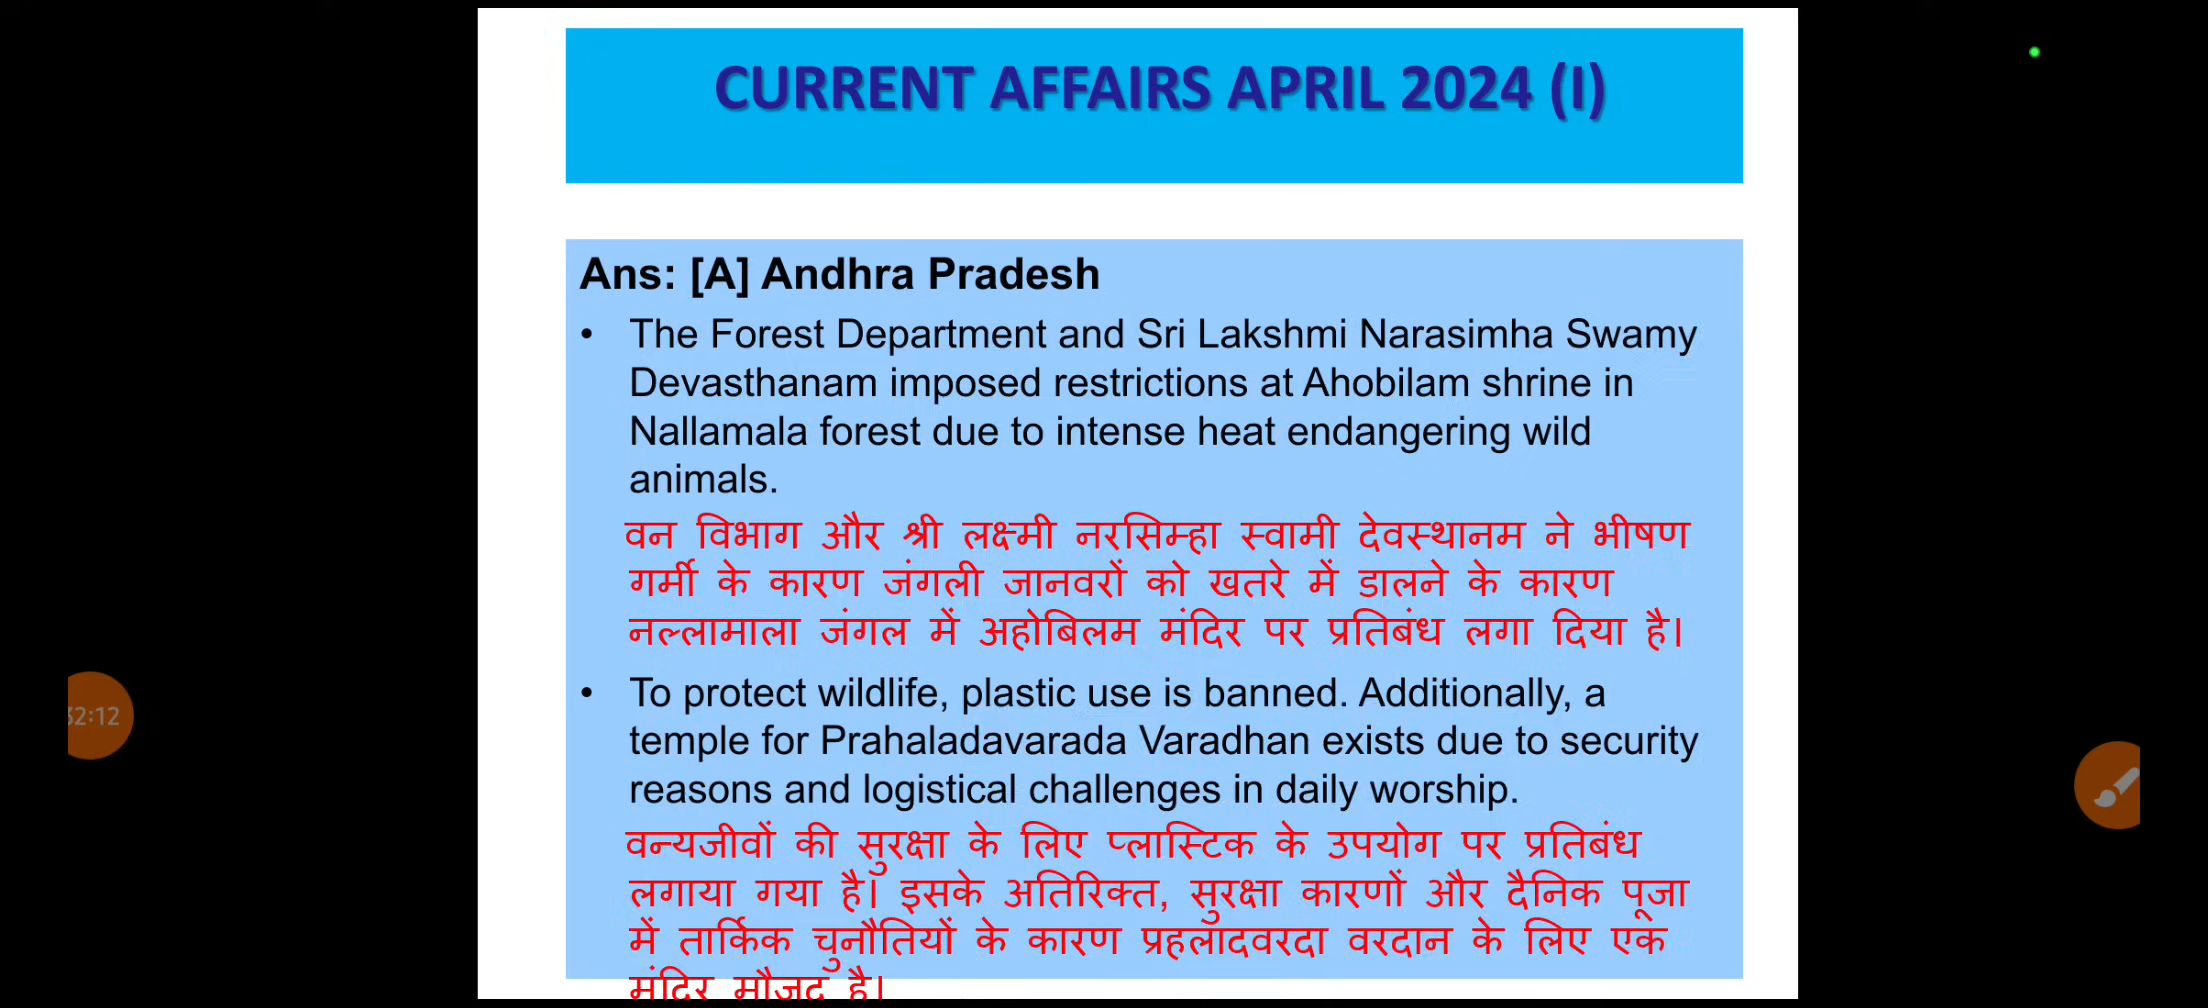 CURRENT AFFAIRS APRIL 2024 (I)
Ans: [A] Andhra Pradesh
• The Forest Department and Sri Lakshmi Narasimha Swamy
Devasthanam imposed restrictions at Ahobilam shrine in
Nallamala forest due to intense heat endangering wild
animals.
वन विभाग और श्री लक्ष्मी नरसिम्हा स्वामी देवस्थानम ने भीषण
गर्मी के कारण जंगली जानवरों को खतरे में डालने के कारण
नल्लामाला जंगल में अहोबिलम मंदिर पर प्रतिबंध लगा दिया है।
• To protect wildlife, plastic use is banned. Additionally, a
temple for Prahaladavarada Varadhan exists due to security
reasons and logistical challenges in daily worship.
वन्यजीवों की सुरक्षा के लिए प्लास्टिक के उपयोग पर प्रतिबंध
लगाया गया है। इसके अतिरिक्त, सुरक्षा कारणों और दैनिक पूजा
में तार्किक चुनौतियों के कारण प्रहलादवरदा वरदान के लिए एक
मंदिर मौजूद है।
32:12